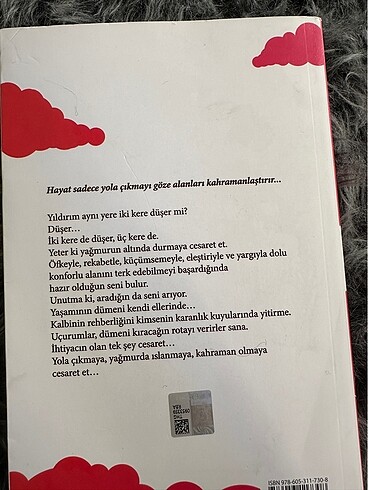 Hayat sadece yola çıkmayı göze alanları kahramanlaştırır...
Yıldırım aynı yere iki kere düşer mi?
Düşer...
İki kere de düşer, üç kere de.
Yeter ki yağmurun altında durmaya cesaret et.
Öfkeyle, rekabetle, küçümsemeyle, eleştiriyle ve yargıyla dolu
konforlu alanını terk edebilmeyi başardığında
hazır olduğun seni bulur.
Unutma ki, aradığın da seni arıyor.
Yaşamının dümeni kendi ellerinde...
Kalbinin rehberliğini kimsenin karanlık kuyularında yitirme.
Uçurumlar, dümeni kıracağın rotayı verirler sana.
İhtiyacın olan tek şey cesaret...
Yola çıkmaya, yağmurda ıslanmaya, kahraman olmaya
cesaret et...
ISBN 978-605-311-730-8